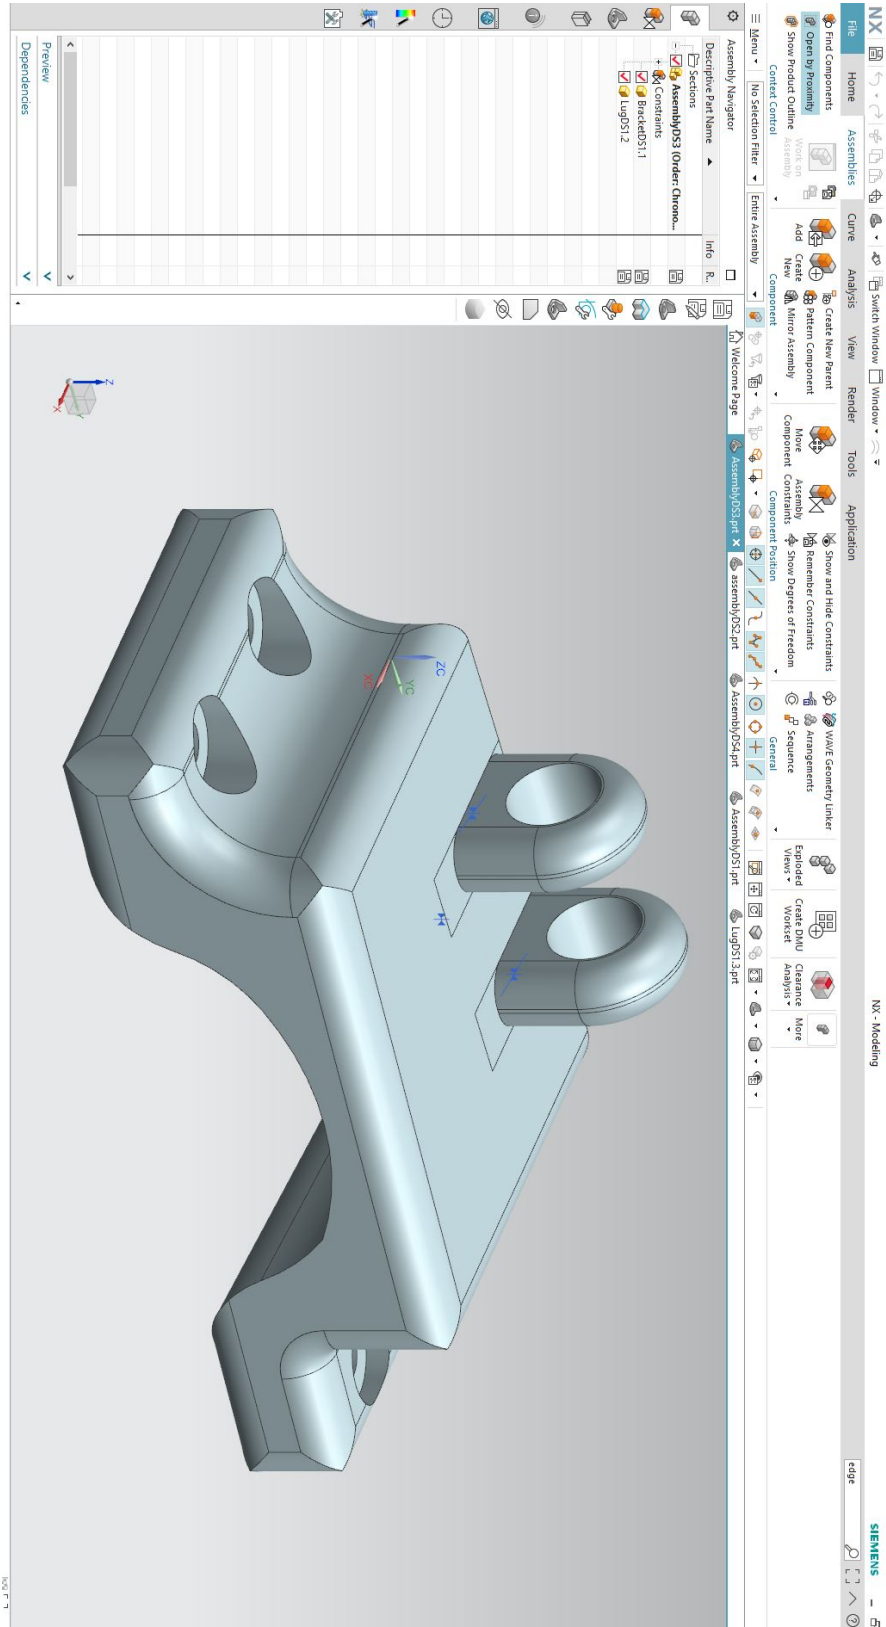 NX
Switch Window
Window
NX - Modeling
SIEMENS
File
Home
Assemblies
Curve
Analysis
View
Render
Tools
Application
edge
Find Components
Open by Proximity
Show Product Outline
Context Control
Work on Assembly
Add
Create New
Create New Parent
Pattern Component
Mirror Assembly
Component
Move Component
Assembly Constraints
Show and Hide Constraints
Remember Constraints
Show Degrees of Freedom
Component Position
WAVE Geometry Linker
Arrangements
Sequence
General
Exploded Views
Create DMU Workset
Clearance Analysis
More
Menu
No Selection Filter
Entire Assembly
Assembly Navigator
Welcome Page
AssemblyDS3.prt
assemblyDS2.prt
AssemblyDS4.prt
AssemblyDS1.prt
LugDS1.3.prt
Descriptive Part Name
Info
R..
Sections
AssemblyDS3 (Order: Chrono...
Constraints
BracketDS1.1
LugDS1.2
Preview
Dependencies
ZC
YC
XC
Z
Y
X